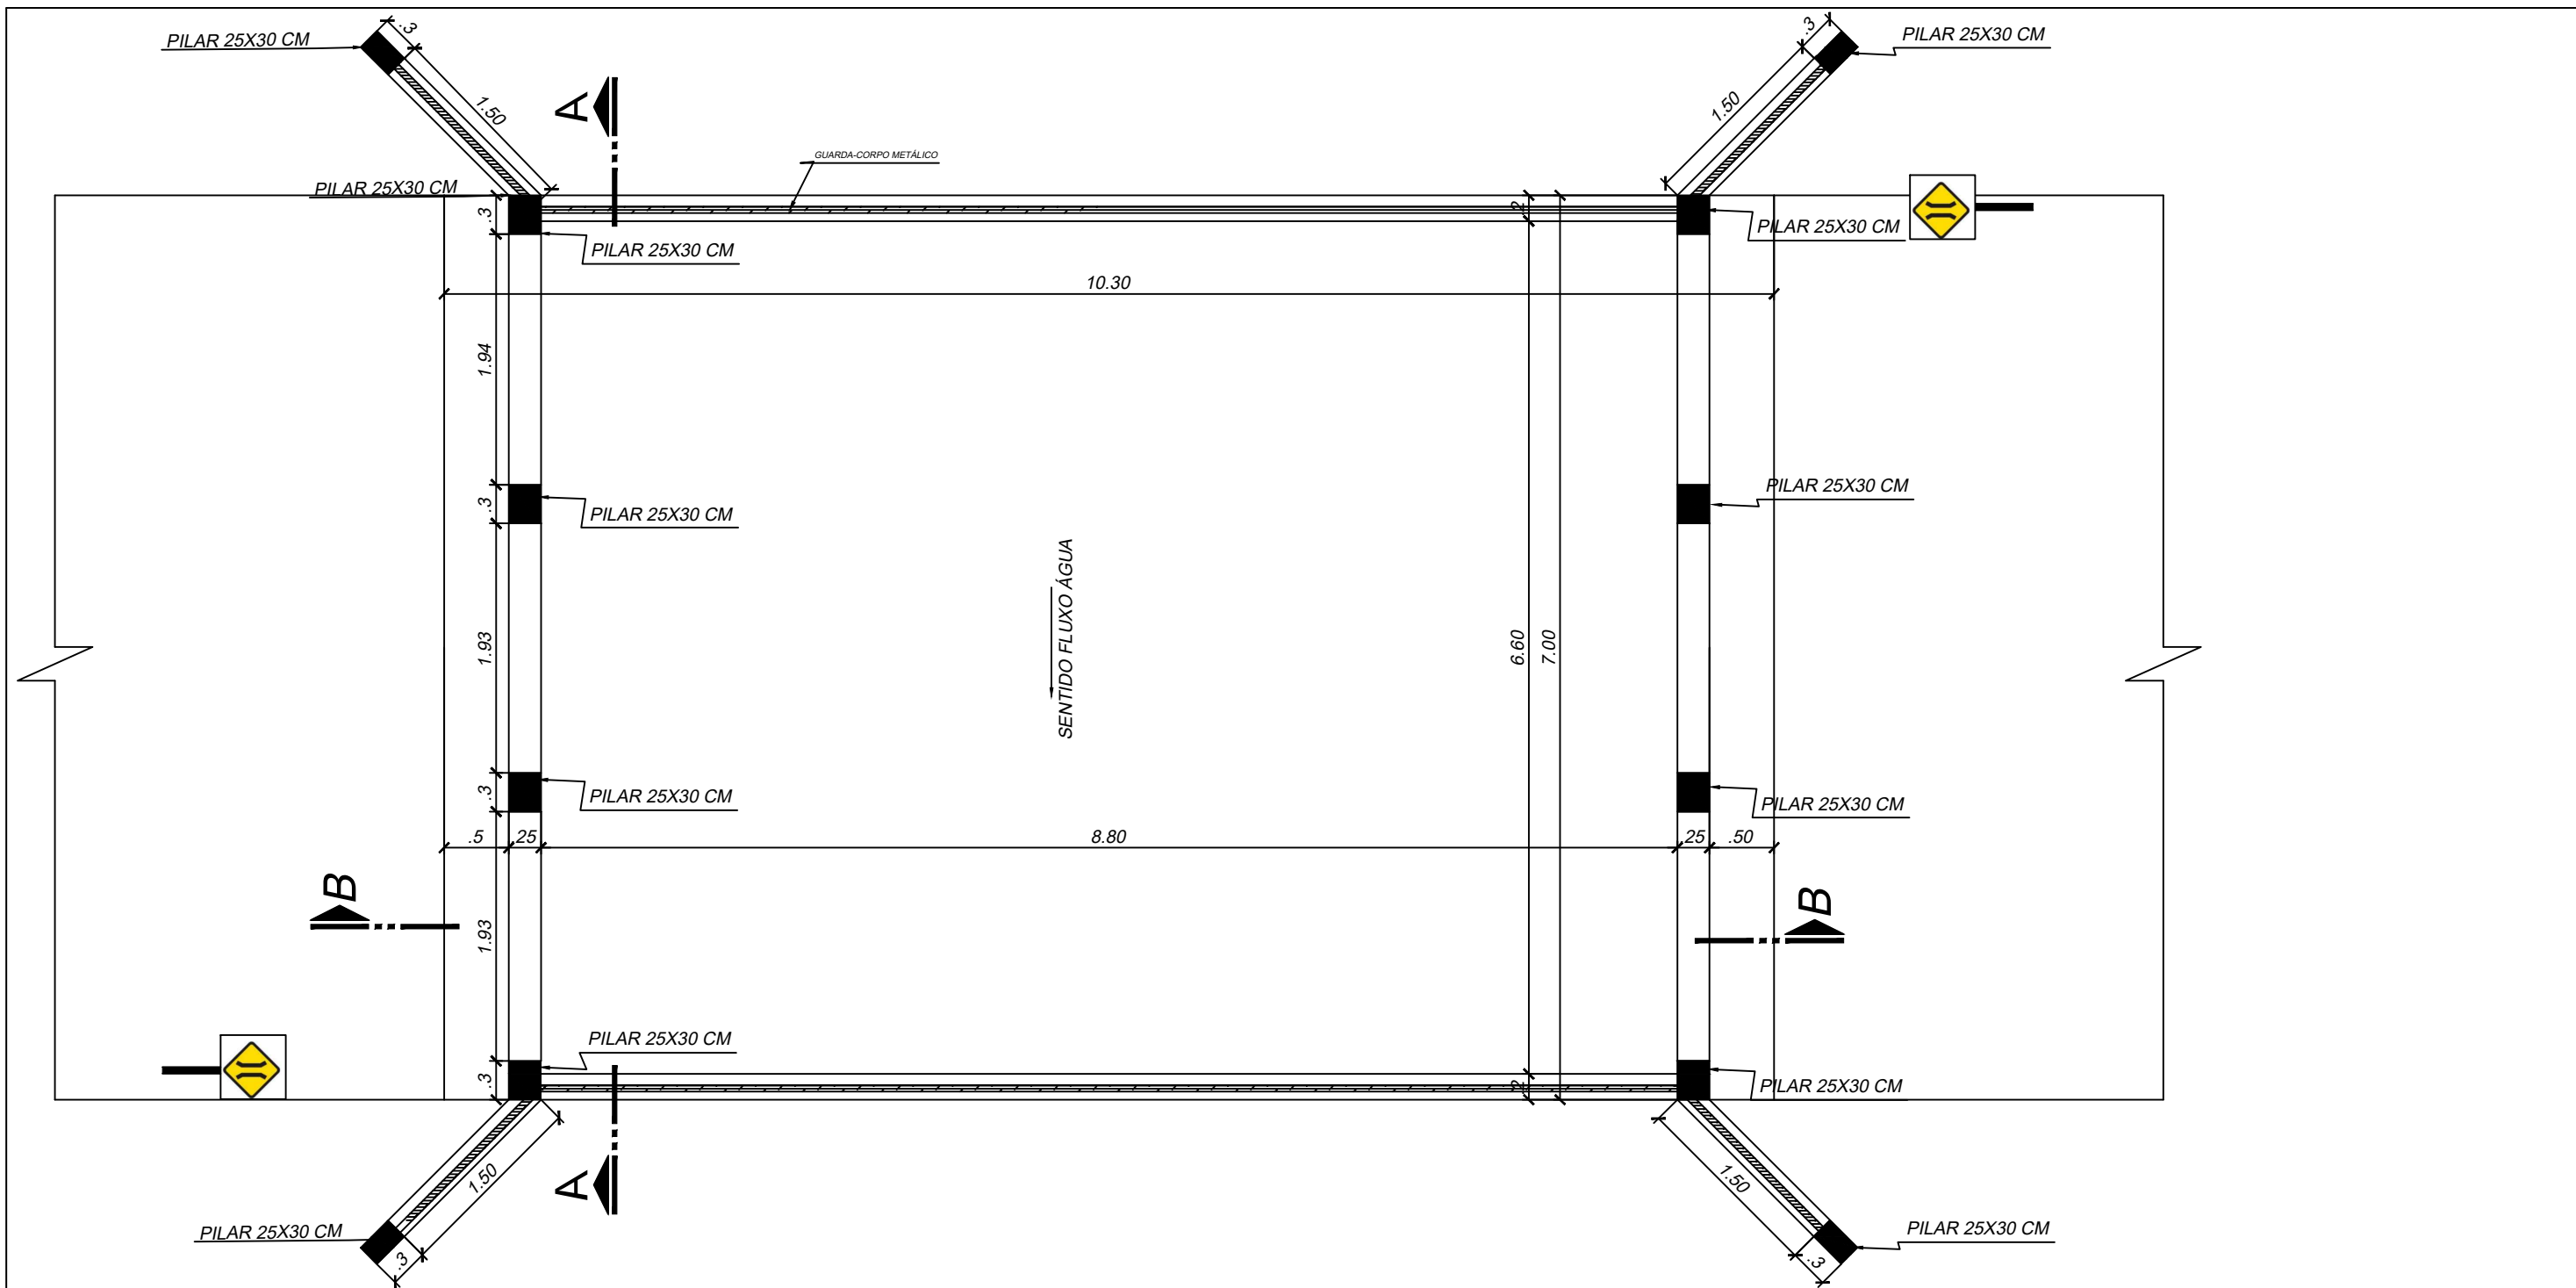 .3
.3
PILAR 25X30 CM
PILAR 25X30 CM
A
1.50
1.50
GUARDA-CORPO METÁLICO
PILAR 25X30 CM
.3
.2
PILAR 25X30 CM
PILAR 25X30 CM
10.30
1.94
PILAR 25X30 CM
.3
PILAR 25X30 CM
SENTIDO FLUXO ÁGUA
1.93
6.60
7.00
.3
PILAR 25X30 CM
PILAR 25X30 CM
.5
.25
8.80
.25
.50
B
B
1.93
PILAR 25X30 CM
.3
.2
PILAR 25X30 CM
1.50
A
1.50
PILAR 25X30 CM
PILAR 25X30 CM
.3
.3